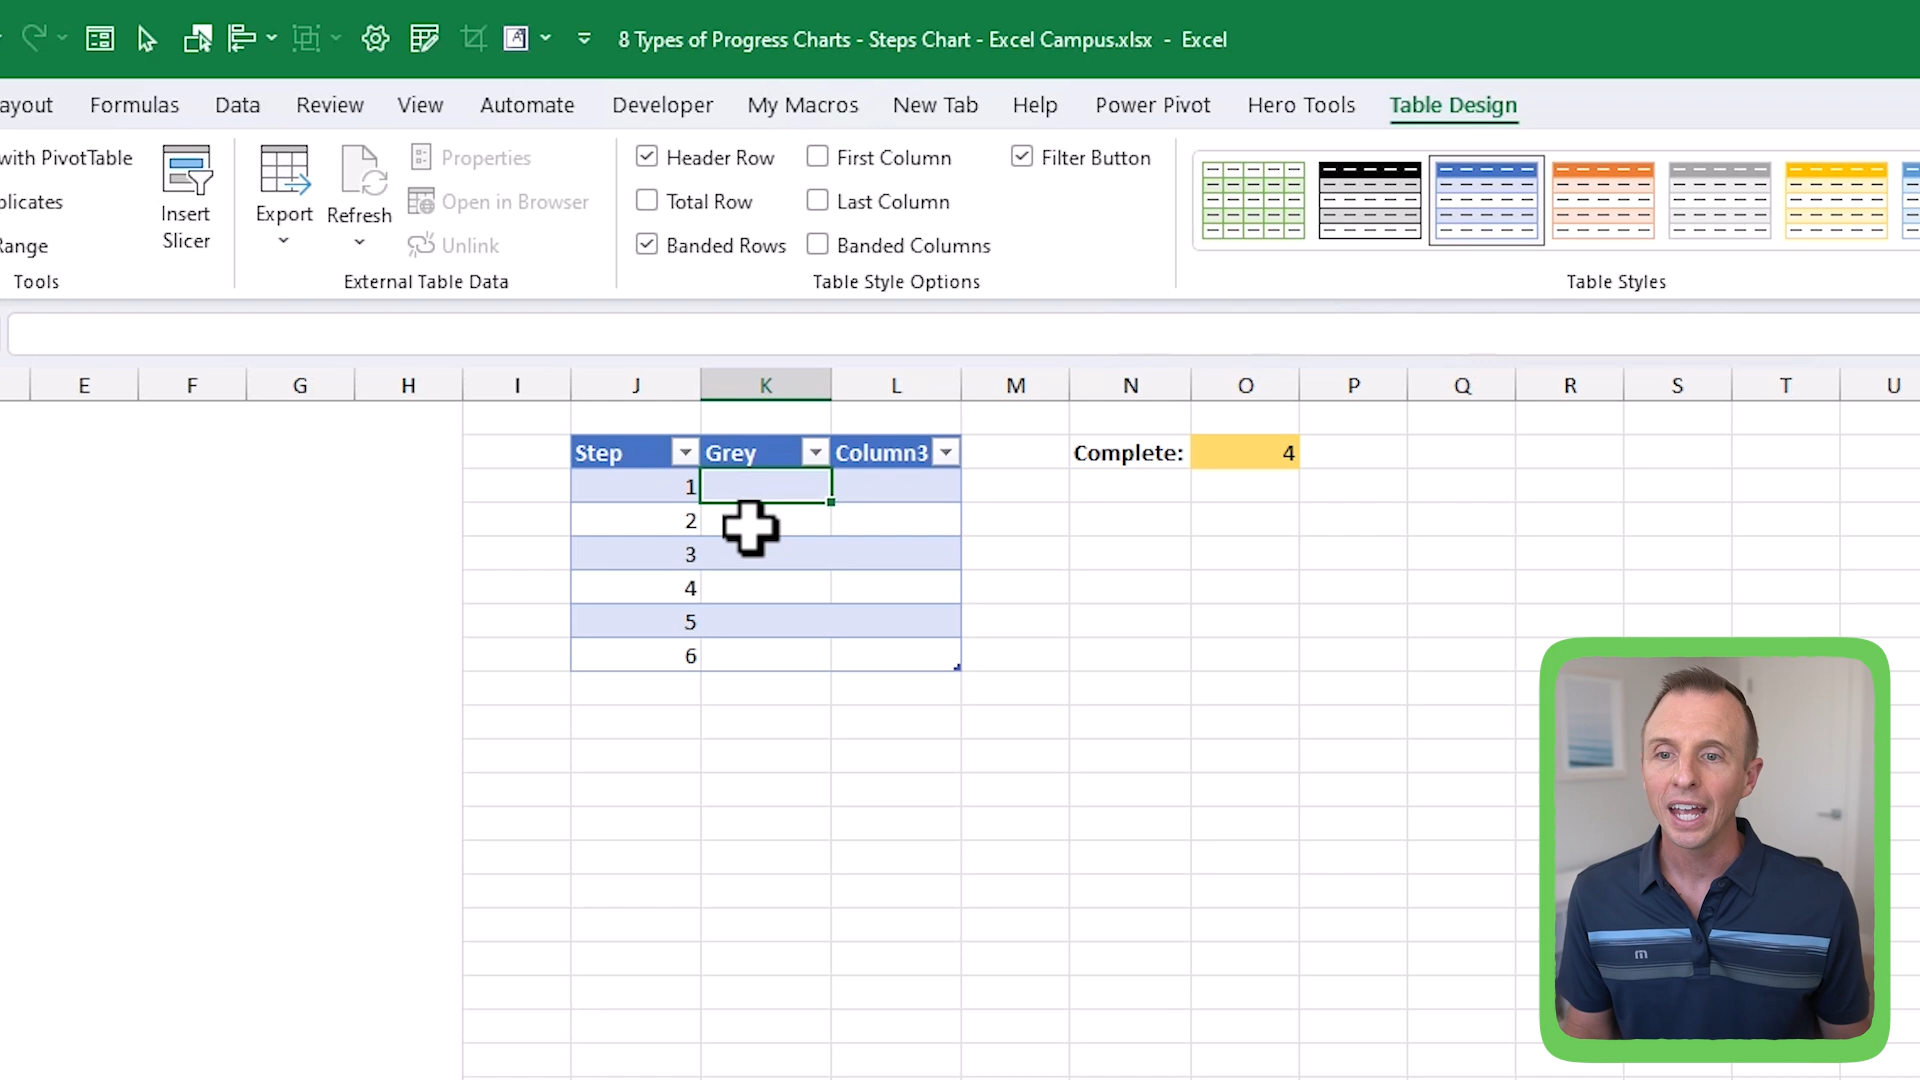 8 Types of Progress Charts - Steps Chart - Excel Campus.xlsx - Excel
ayout Formulas Data Review View Automate Developer My Macros New Tab Help Power Pivot Hero Tools Table Design
with PivotTable
plicates
Range
Tools
Insert
Slicer
Export
Refresh
Properties
Open in Browser
Unlink
External Table Data
Header Row
First Column
Filter Button
Total Row
Last Column
Banded Rows
Banded Columns
Table Style Options
Table Styles
E F G H I J K L M N O P Q R S T U
Step Grey Column3 Complete: 4
1
2
3
4
5
6